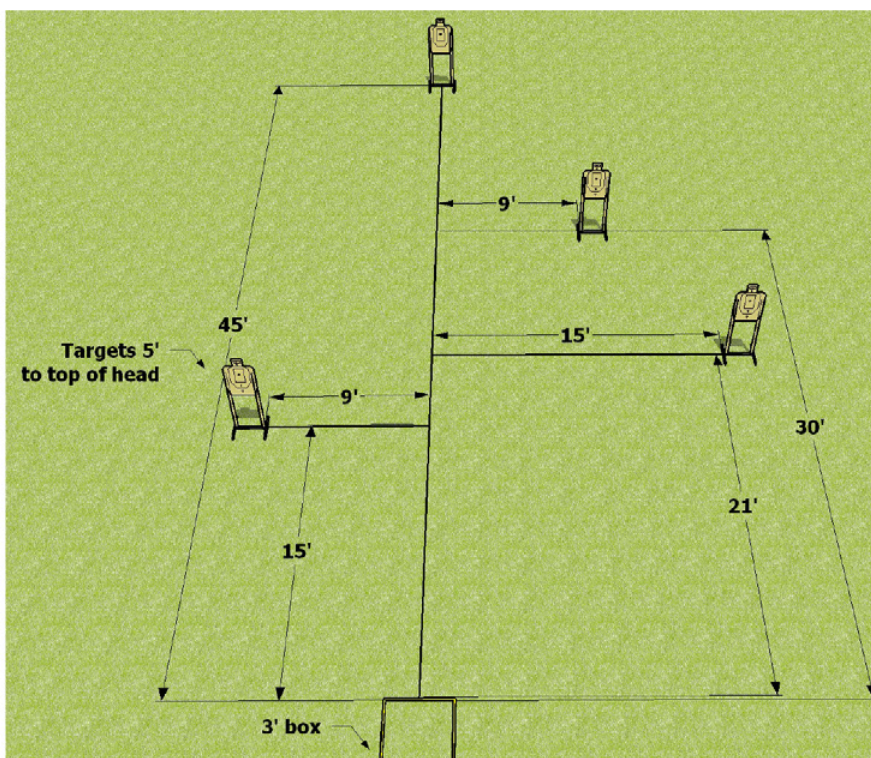 9'
15'
45'
Targets 5'
to top of head
9'
30'
21'
15'
3' box